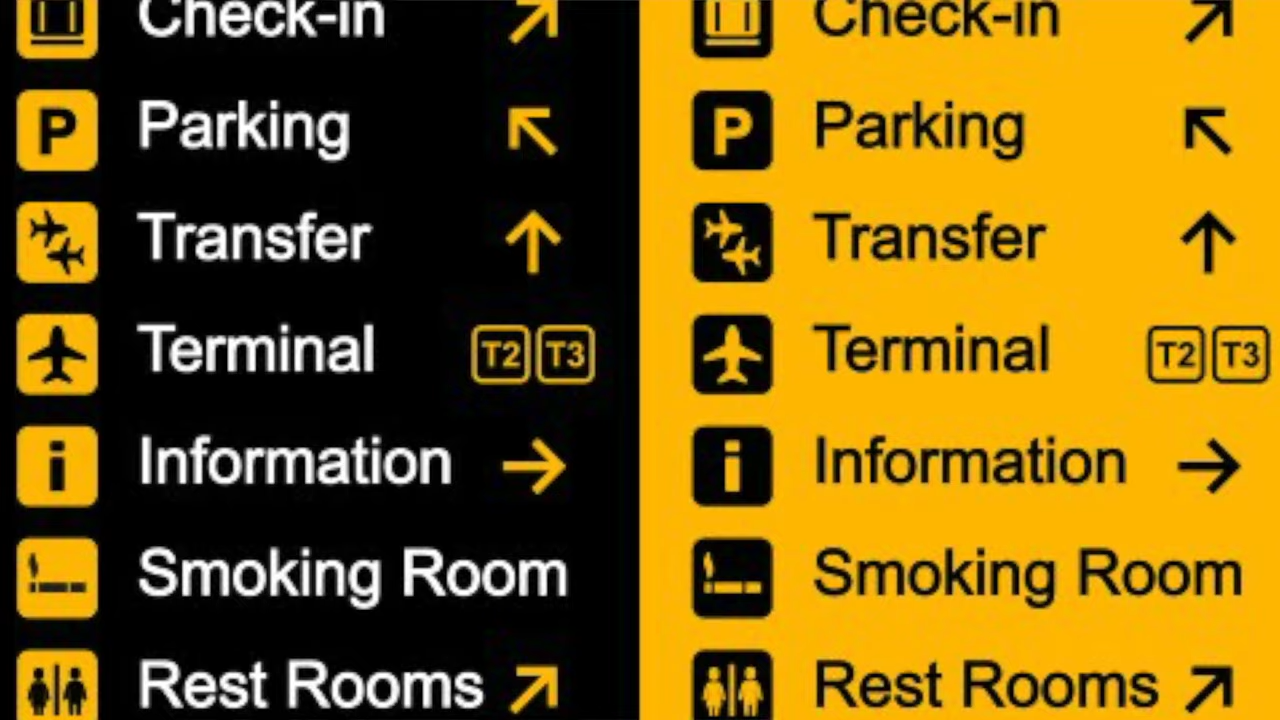 Check-in
P Parking
Transfer
Terminal T2 T3
i Information
Smoking Room
Rest Rooms
Check-in
P Parking
Transfer
Terminal T2 T3
i Information
Smoking Room
Rest Rooms